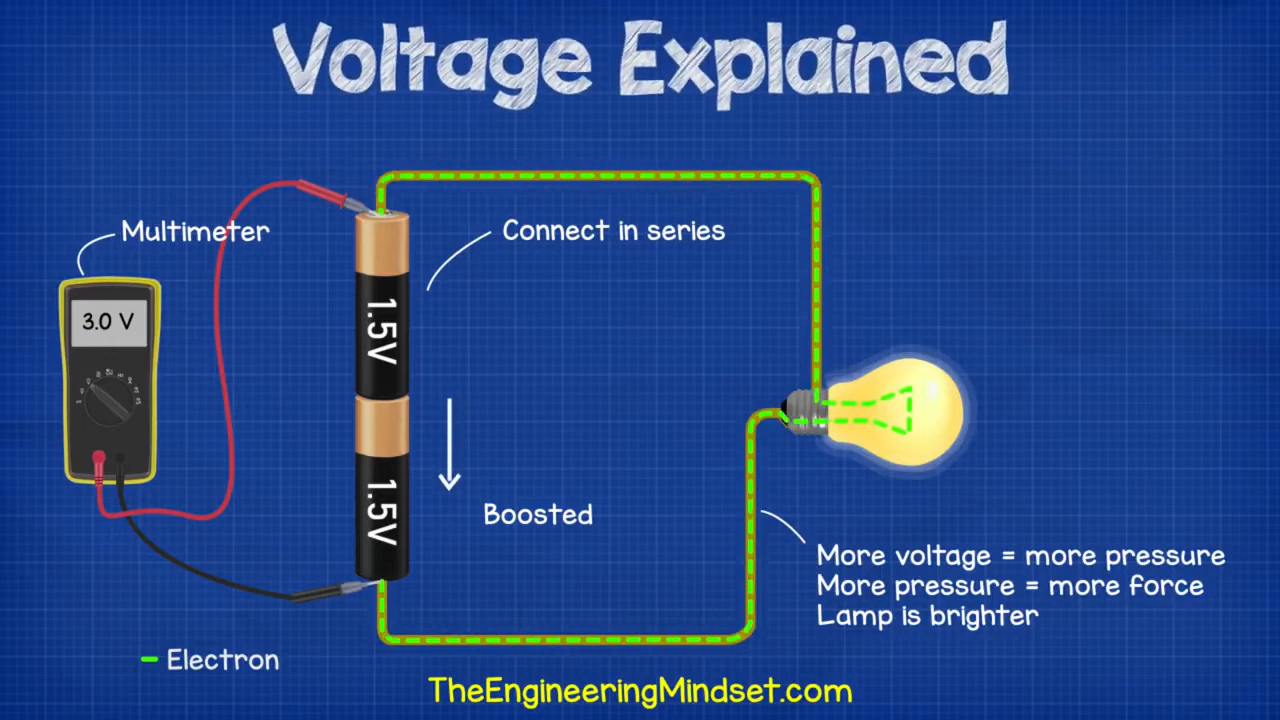 Voltage Explained
Multimeter
Connect in series
3.0 V
1.5V
1.5V
Boosted
More voltage = more pressure
More pressure = more force
Lamp is brighter
Electron
TheEngineeringMindset.com